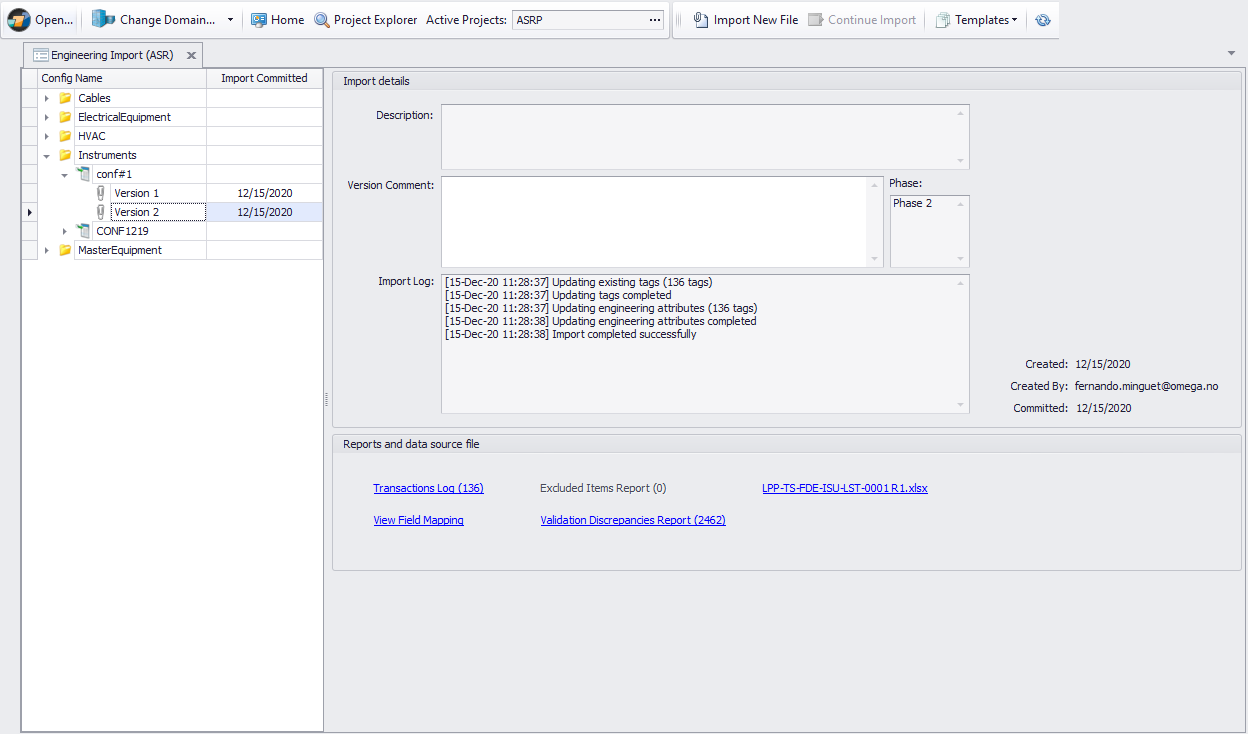 Open... Change Domain... Home Project Explorer Active Projects: ASRP ... Import New File Continue Import Templates
Engineering Import (ASR)
Config Name Import Committed
Cables
ElectricalEquipment
HVAC
Instruments
conf#1
Version 1 12/15/2020
Version 2 12/15/2020
CONF1219
MasterEquipment
Import details
Description:
Version Comment:
Phase:
Phase 2
Import Log:
[15-Dec-20 11:28:37] Updating existing tags (136 tags)
[15-Dec-20 11:28:37] Updating tags completed
[15-Dec-20 11:28:37] Updating engineering attributes (136 tags)
[15-Dec-20 11:28:38] Updating engineering attributes completed
[15-Dec-20 11:28:38] Import completed successfully
Created: 12/15/2020
Created By: fernando.minguet@omega.no
Committed: 12/15/2020
Reports and data source file
Transactions Log (136) Excluded Items Report (0) LPP-TS-FDE-ISU-LST-0001 R1.xlsx
View Field Mapping Validation Discrepancies Report (2462)